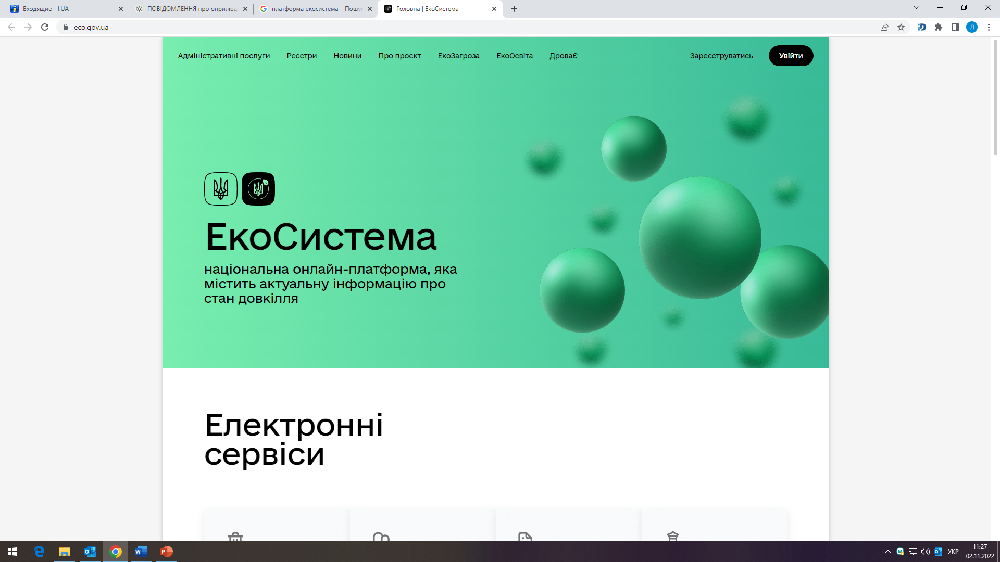 Входящие - I.UA
ПОВІДОМЛЕННЯ про оприлюд
платформа екосистема – Пошук
Головна | ЕкоСистема
eco.gov.ua
Л
Адміністративні послуги
Реєстри
Новини
Про проєкт
ЕкоЗагроза
ЕкоОсвіта
ДроваЄ
Зареєструватись
Увійти
ЕкоСистема
національна онлайн-платформа, яка
містить актуальну інформацію про
стан довкілля
Електронні
сервіси
УКР
11:27
02.11.2022